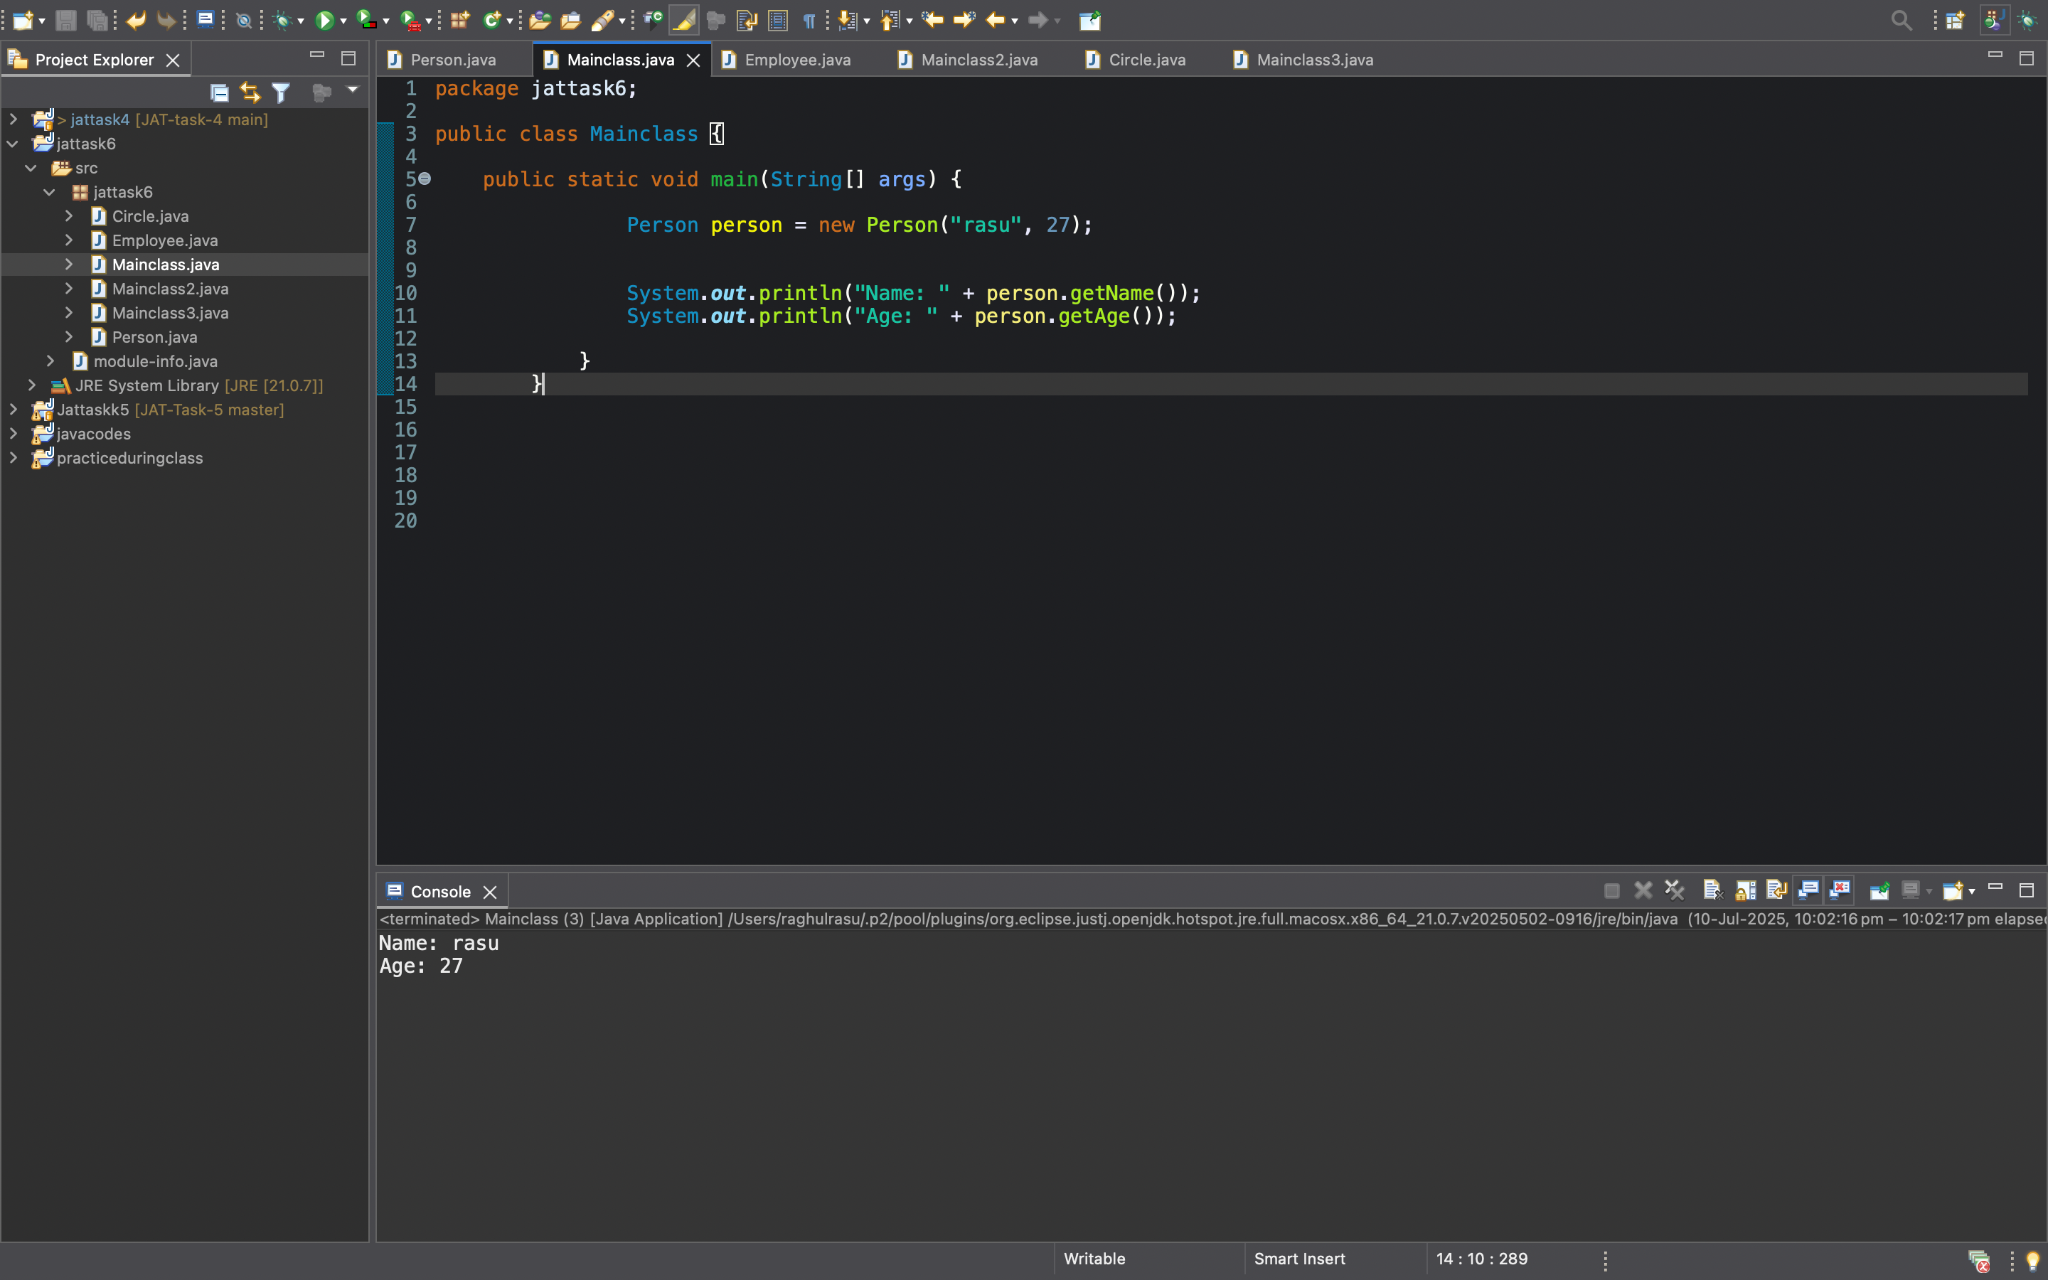 Project Explorer
> jattask4 [JAT-task-4 main]
jattask6
src
jattask6
Circle.java
Employee.java
Mainclass.java
Mainclass2.java
Mainclass3.java
Person.java
module-info.java
JRE System Library [JRE [21.0.7]]
Jattaskk5 [JAT-Task-5 master]
javacodes
practiceduringclass
Person.java
Mainclass.java
Employee.java
Mainclass2.java
Circle.java
Mainclass3.java
1 package jattask6;
2
3 public class Mainclass {
4
5 public static void main(String[] args) {
6
7 Person person = new Person("rasu", 27);
8
9
10 System.out.println("Name: " + person.getName());
11 System.out.println("Age: " + person.getAge());
12
13 }
14 }
15
16
17
18
19
20
Console
<terminated> Mainclass (3) [Java Application] /Users/raghulrasu/.p2/pool/plugins/org.eclipse.justj.openjdk.hotspot.jre.full.macosx.x86_64_21.0.7.v20250502-0916/jre/bin/java (10-Jul-2025, 10:02:16 pm – 10:02:17 pm elapse
Name: rasu
Age: 27
Writable
Smart Insert
14 : 10 : 289